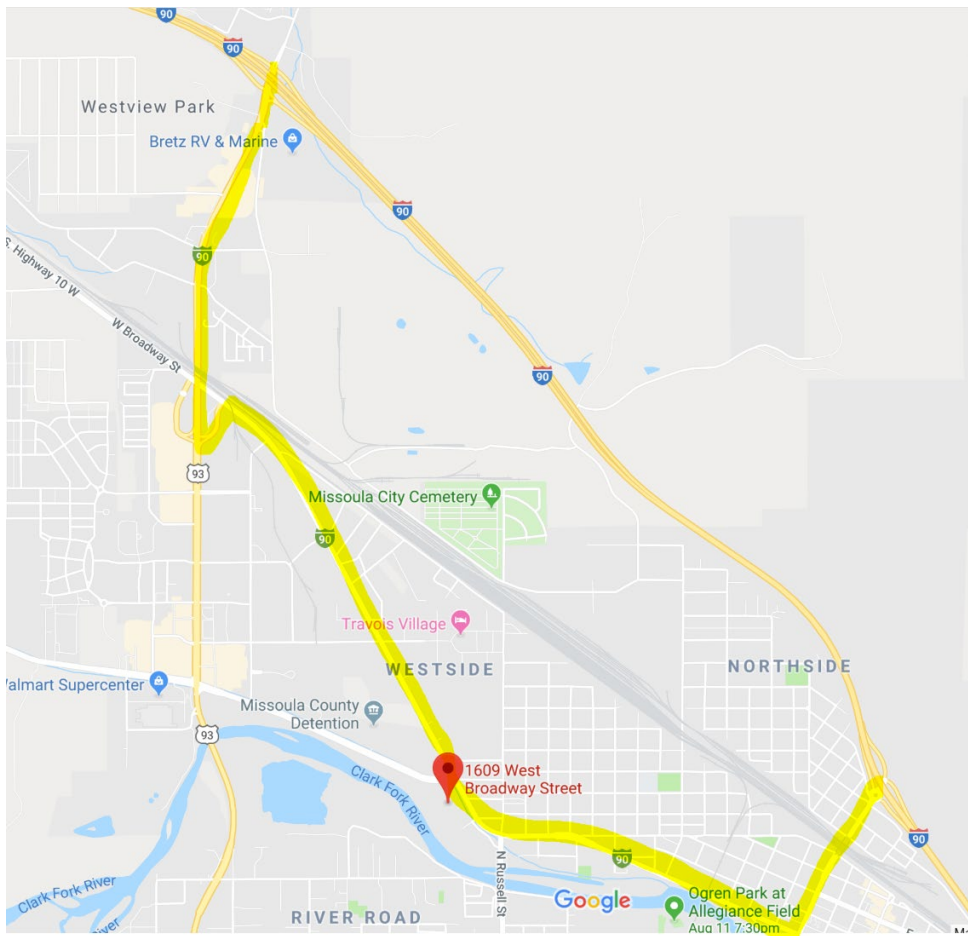 90
90
Westview Park
Bretz RV & Marine
90
90
S. Highway 10 W
W Broadway St
90
93
Missoula City Cemetery
90
Travois Village
WESTSIDE
NORTHSIDE
Walmart Supercenter
Missoula County
Detention
93
Clark Fork River
1609 West
Broadway Street
90
90
N Russell St
Clark Fork River
Google
Ogren Park at
Allegiance Field
Aug 11 7:30pm
RIVER ROAD